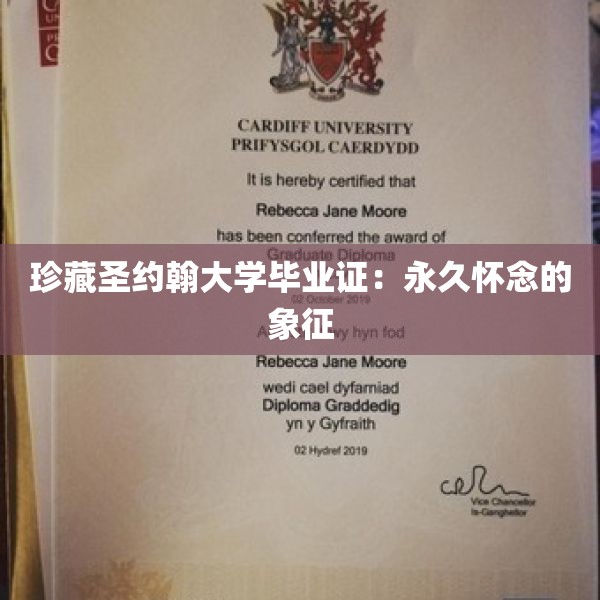 CARDIFF UNIVERSITY
PRIFYSGOL CAERDYDD
It is hereby certified that
Rebecca Jane Moore
has been conferred the award of
Graduate Diploma
珍藏圣约翰大学毕业证：永久怀念的
02 October 2019
象征
hyn fod
Rebecca Jane Moore
wedi cael dyfarniad
Diploma Graddedig
yn y Gyfraith
02 Hydref 2019
Vice Chancellor
Is-Ganghellor